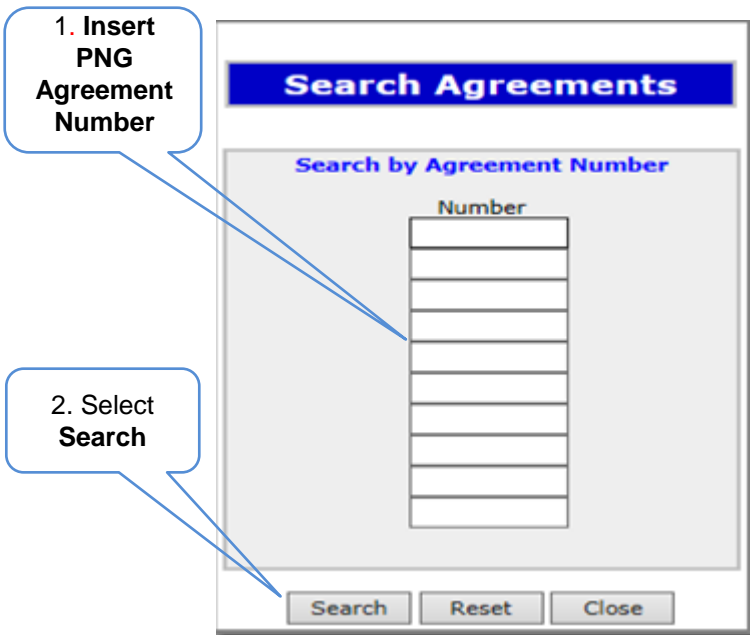 1. Insert
PNG
Agreement
Number
Search Agreements
Search by Agreement Number
Number
2. Select
Search
Search Reset Close